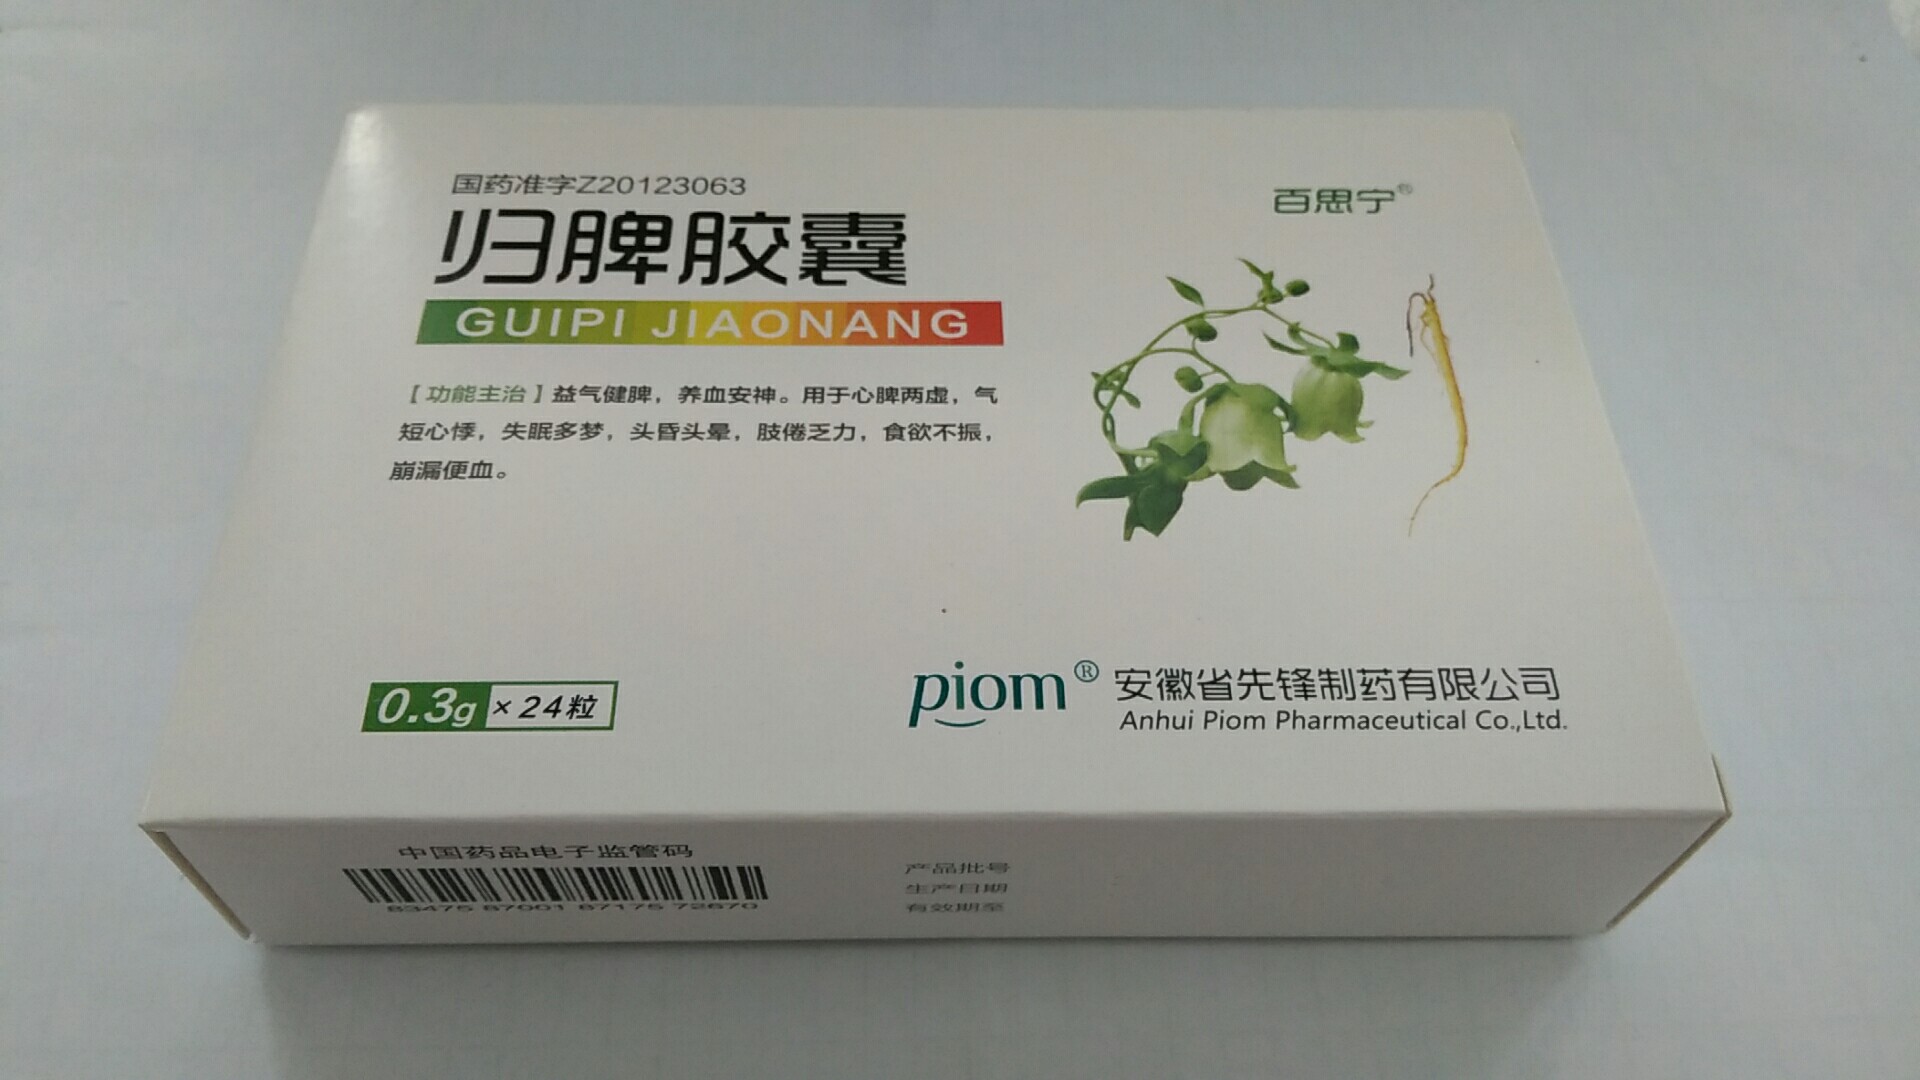 国药准字Z20123063
百思宁®
归脾胶囊
GUIPI JIAONANG
【功能主治】益气健脾，养血安神。用于心脾两虚，气
短心悸，失眠多梦，头昏头晕，肢倦乏力，食欲不振，
崩漏便血。
0.3g ×24粒
piom® 安徽省先锋制药有限公司
Anhui Piom Pharmaceutical Co.,Ltd.
中国药品电子监管码
83475 67001 67175 72670
产品批号
生产日期
有效期至